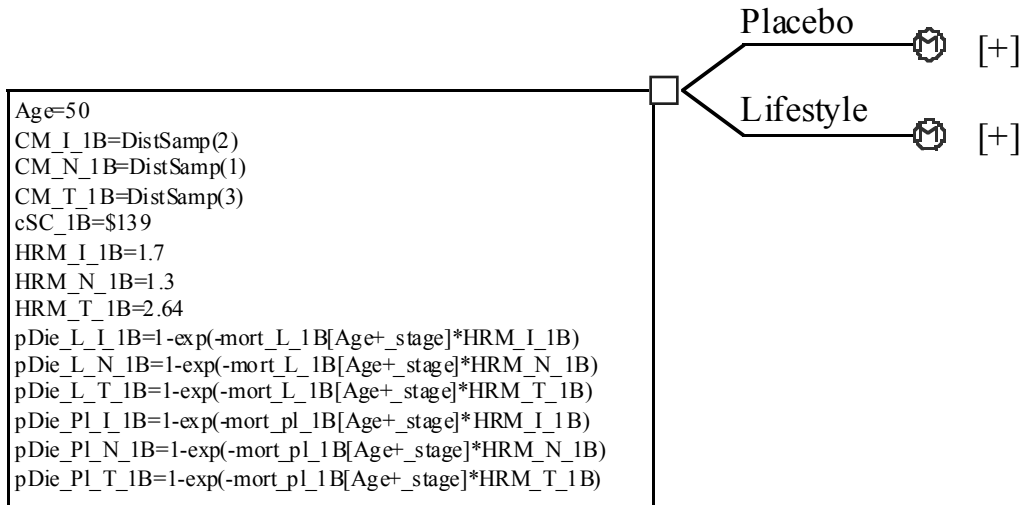 Placebo
[+]
Lifestyle
[+]
Age=50
CM_I_1B=DistSamp(2)
CM_N_1B=DistSamp(1)
CM_T_1B=DistSamp(3)
cSC_1B=$139
HRM_I_1B=1.7
HRM_N_1B=1.3
HRM_T_1B=2.64
pDie_L_I_1B=1-exp(-mort_L_1B[Age+_stage]*HRM_I_1B)
pDie_L_N_1B=1-exp(-mort_L_1B[Age+_stage]*HRM_N_1B)
pDie_L_T_1B=1-exp(-mort_L_1B[Age+_stage]*HRM_T_1B)
pDie_Pl_I_1B=1-exp(-mort_pl_1B[Age+_stage]*HRM_I_1B)
pDie_Pl_N_1B=1-exp(-mort_pl_1B[Age+_stage]*HRM_N_1B)
pDie_Pl_T_1B=1-exp(-mort_pl_1B[Age+_stage]*HRM_T_1B)